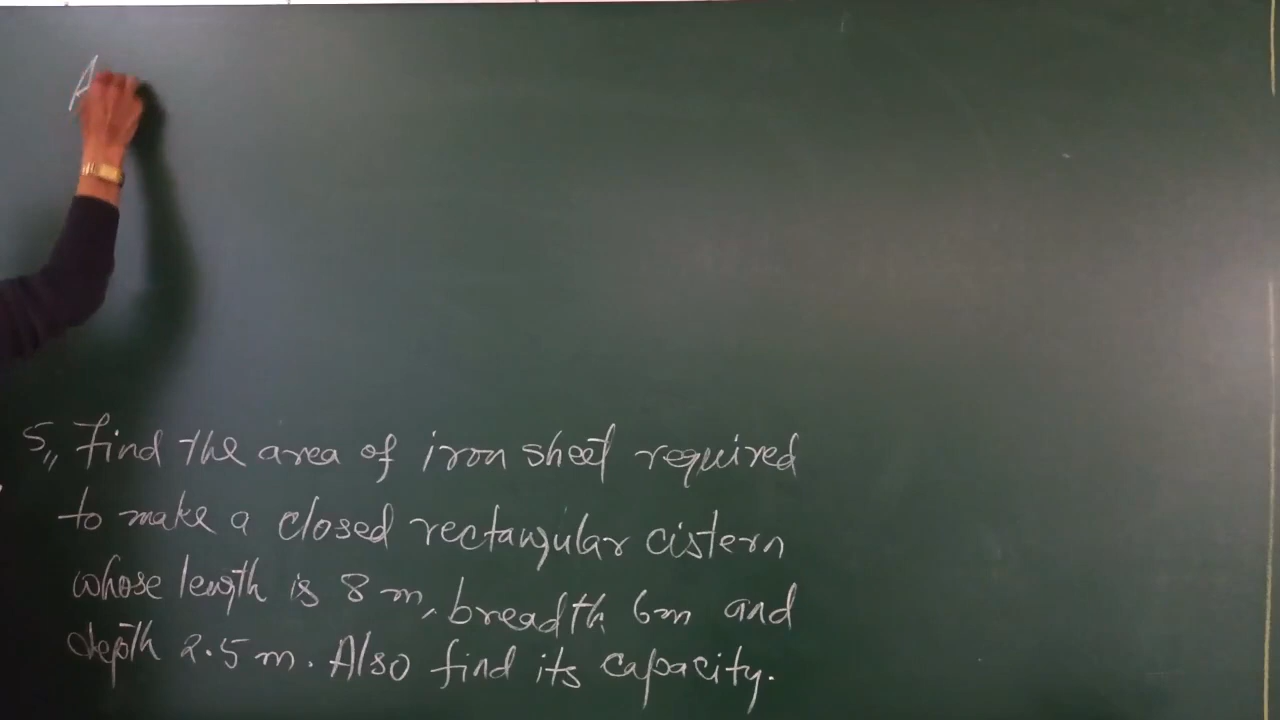 A
5,, Find the area of iron sheet required
to make a closed rectangular cistern
whose length is 8 m, breadth 6m and
depth 2.5 m. Also find its capacity.